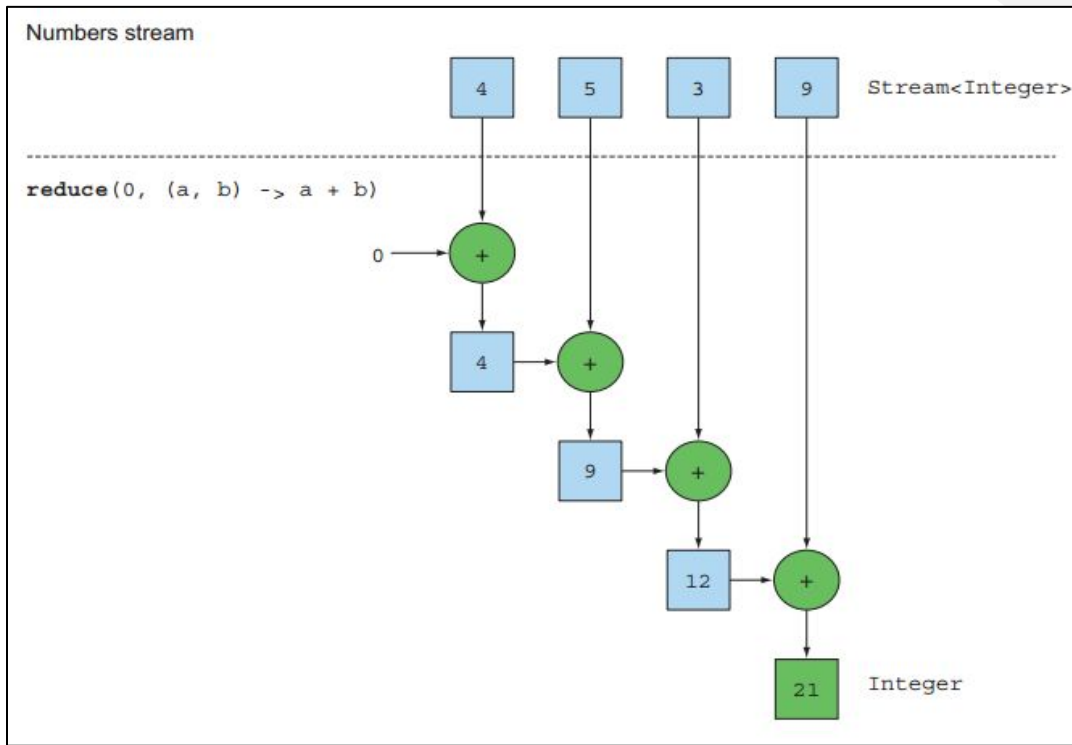 Numbers stream
4 5 3 9 Stream<Integer>
reduce(0, (a, b) -> a + b)
0 +
4 +
9 +
12 +
21 Integer